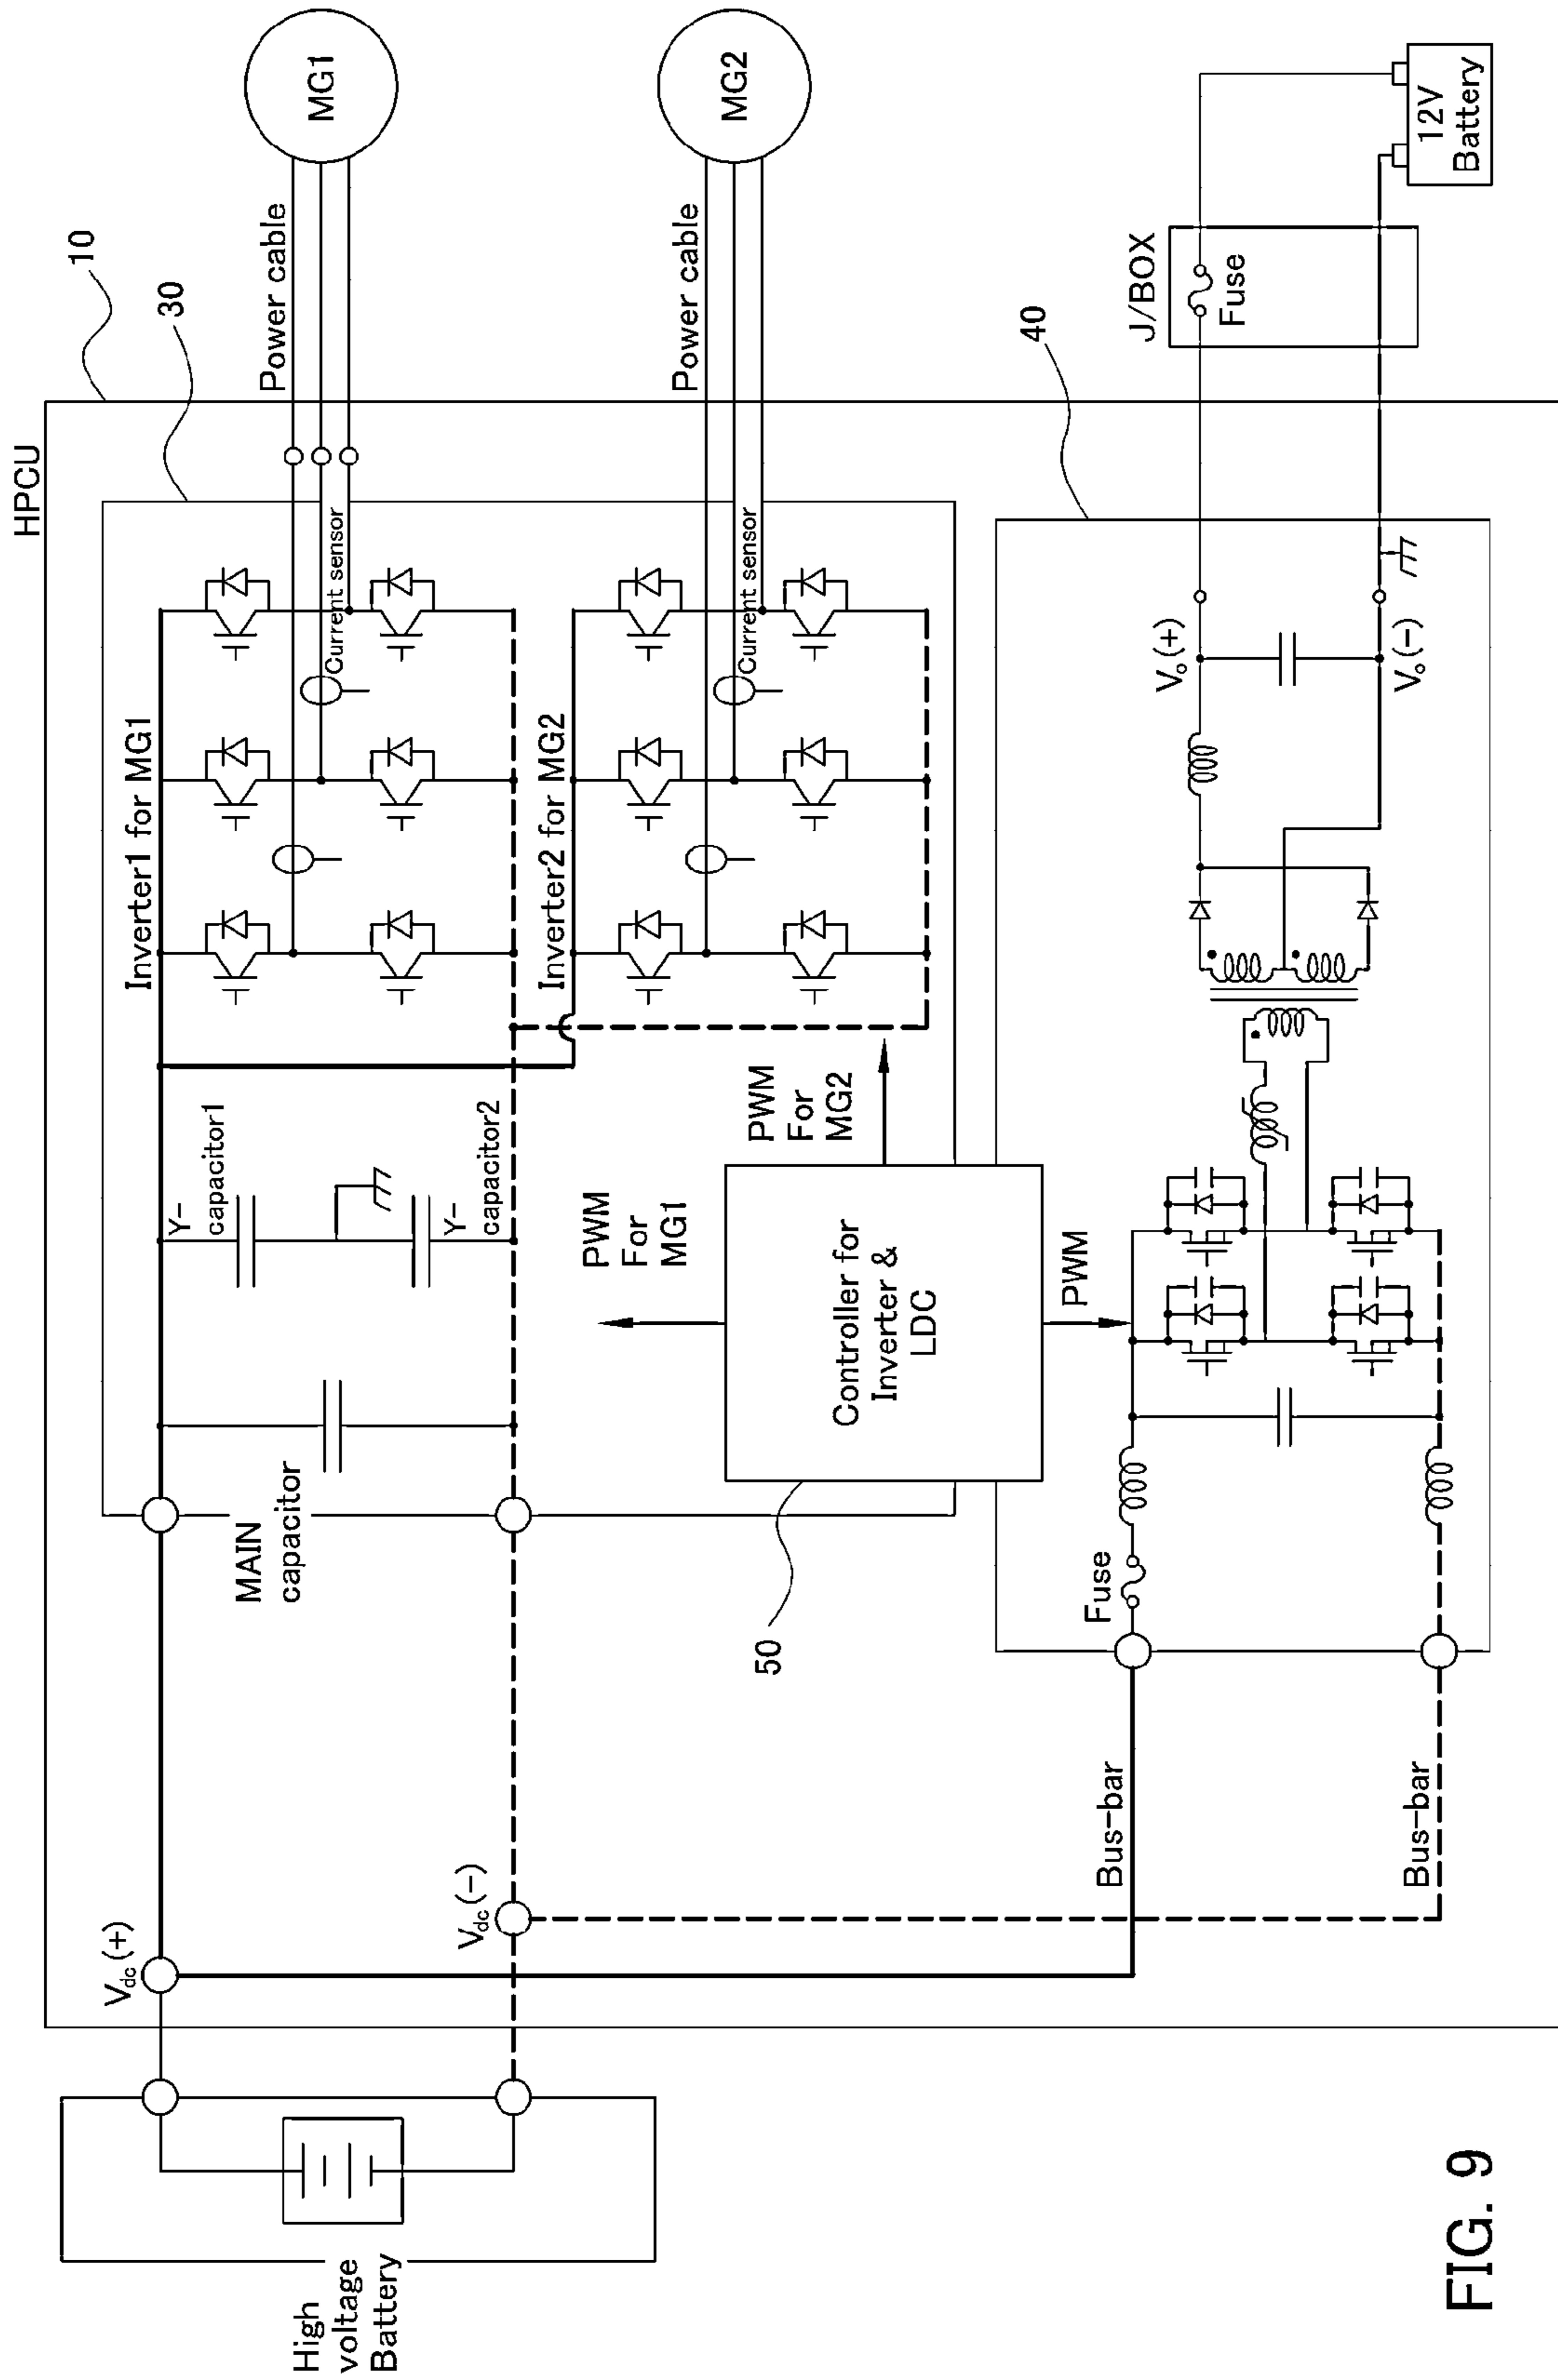 HPCU
10
30
High
voltage
Battery
Vdc (+)
Vdc (-)
MAIN
capacitor
Y-
capacitor1
Y-
capacitor2
Inverter1 for MG1
Current sensor
Power cable
MG1
Inverter2 for MG2
Current sensor
Power cable
MG2
PWM
For
MG1
PWM
For
MG2
50
Controller for
Inverter &
LDC
PWM
40
Bus-bar
Bus-bar
Fuse
Vo (+)
Vo (-)
J/BOX
Fuse
12V
Battery
FIG. 9